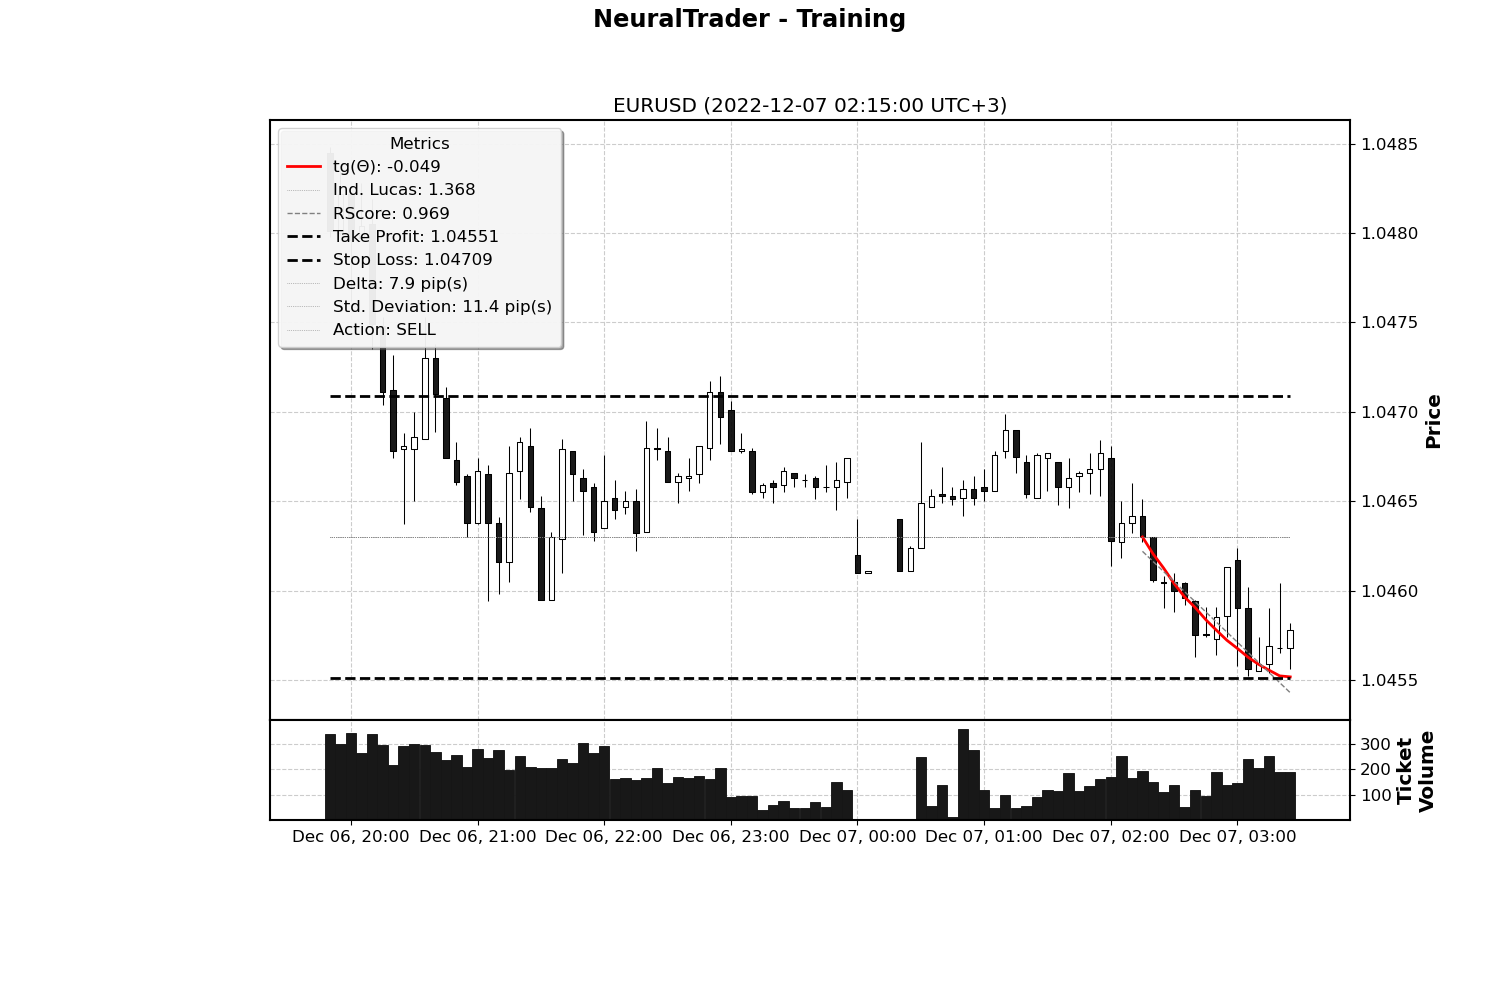 NeuralTrader - Training
EURUSD (2022-12-07 02:15:00 UTC+3)
Metrics
tg(Θ): -0.049
Ind. Lucas: 1.368
RScore: 0.969
Take Profit: 1.04551
Stop Loss: 1.04709
Delta: 7.9 pip(s)
Std. Deviation: 11.4 pip(s)
Action: SELL
1.0485
1.0480
1.0475
1.0470
1.0465
1.0460
1.0455
Price
300
200
100
Ticket
Volume
Dec 06, 20:00
Dec 06, 21:00
Dec 06, 22:00
Dec 06, 23:00
Dec 07, 00:00
Dec 07, 01:00
Dec 07, 02:00
Dec 07, 03:00